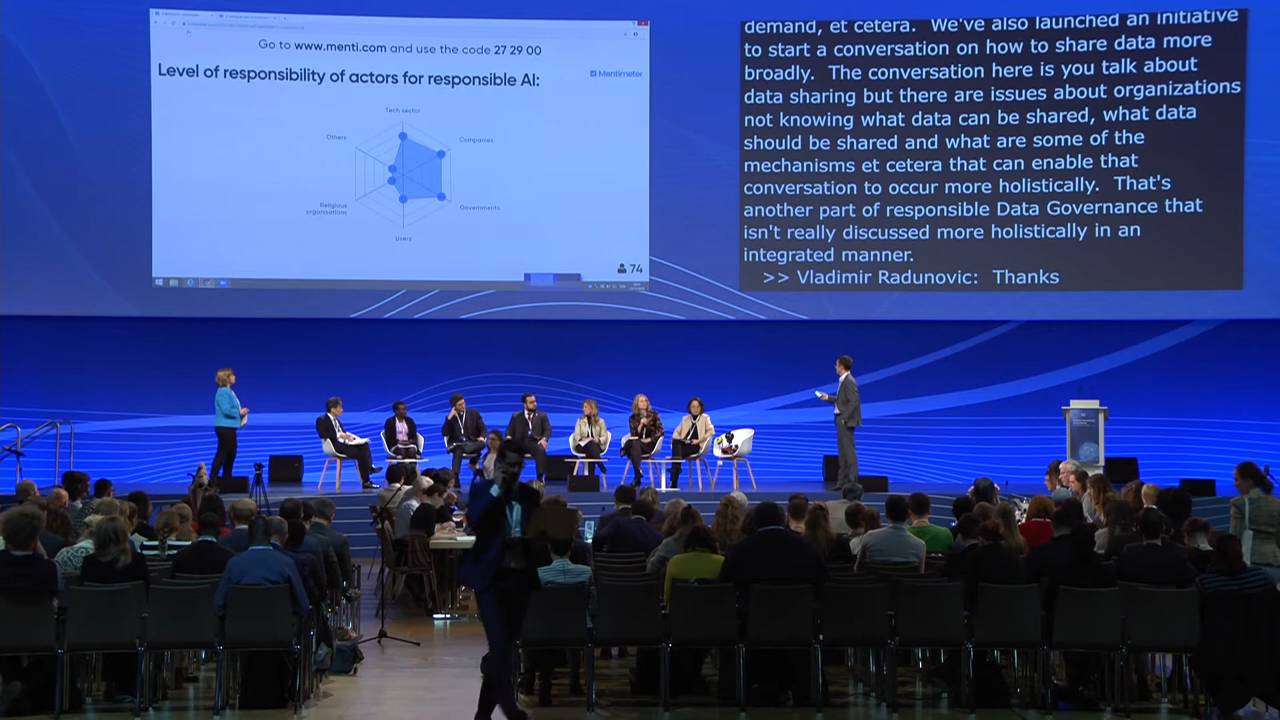 Go to www.menti.com and use the code 27 29 00
Level of responsibility of actors for responsible AI:
Mentimeter
Tech sector
Others
Companies
Religious
organisations
Governments
Users
74
demand, et cetera. We've also launched an initiative
to start a conversation on how to share data more
broadly. The conversation here is you talk about
data sharing but there are issues about organizations
not knowing what data can be shared, what data
should be shared and what are some of the
mechanisms et cetera that can enable that
conversation to occur more holistically. That's
another part of responsible Data Governance that
isn't really discussed more holistically in an
integrated manner.
>> Vladimir Radunovic: Thanks